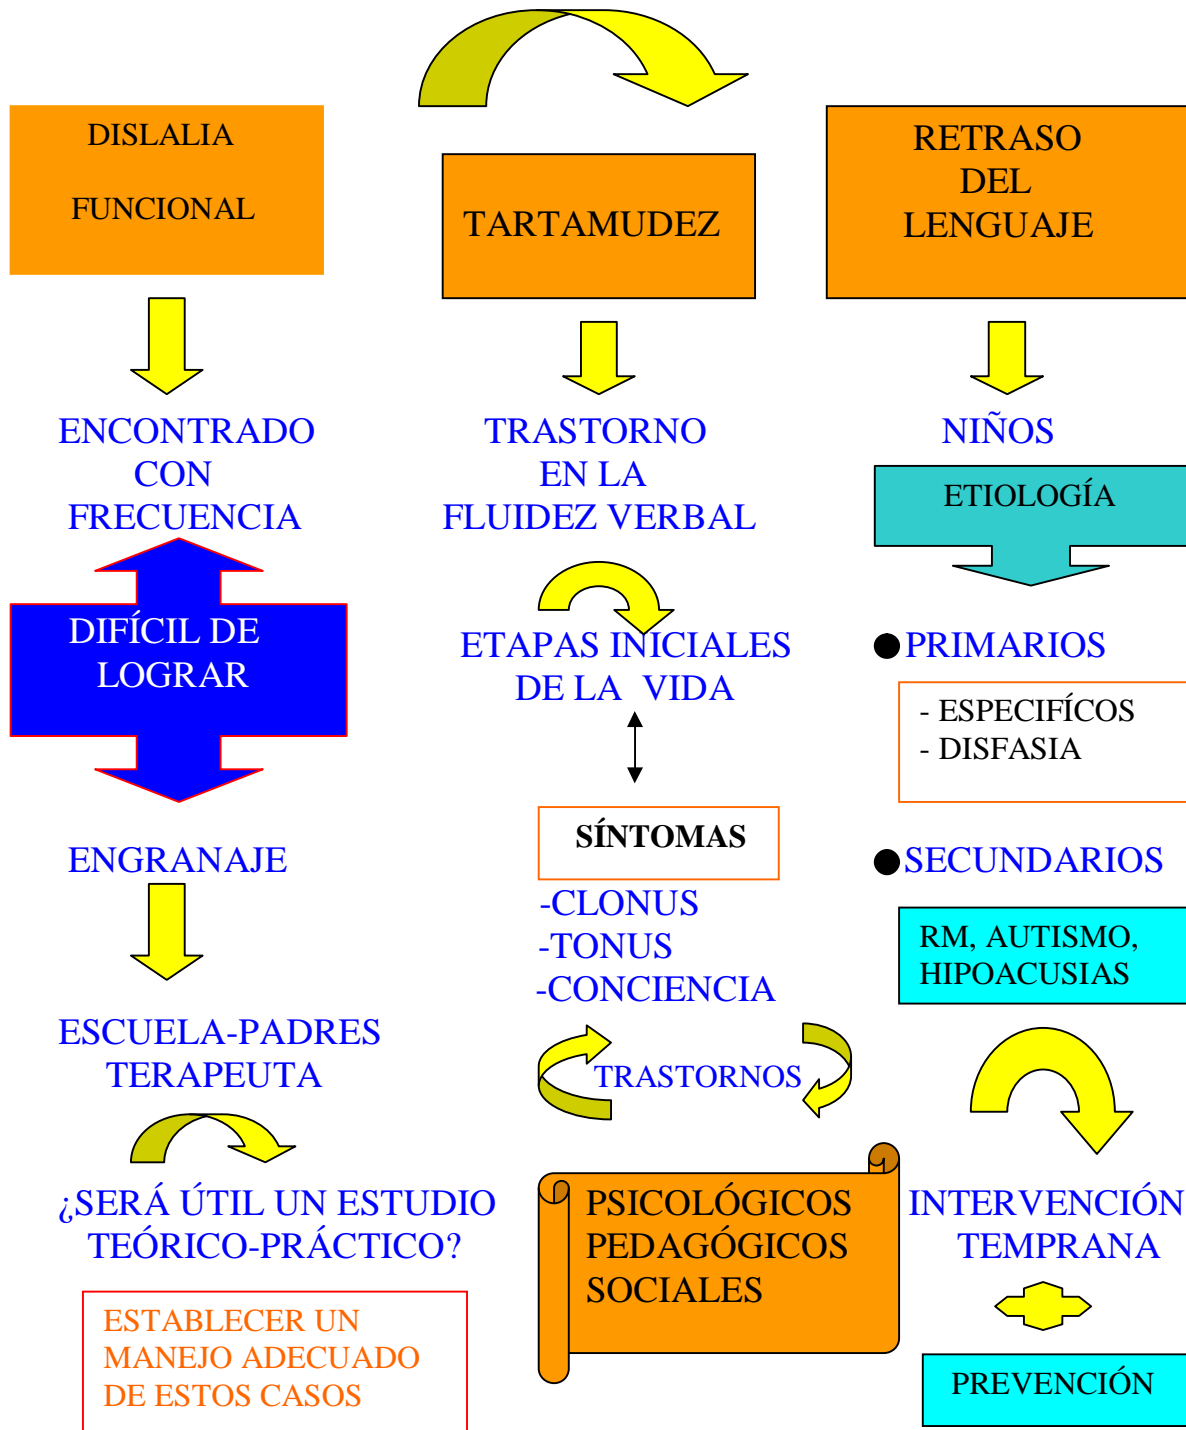 DISLALIA
FUNCIONAL
ENCONTRADO
CON
FRECUENCIA
DIFÍCIL DE
LOGRAR
ENGRANAJE
ESCUELA-PADRES
TERAPEUTA
¿SERÁ ÚTIL UN ESTUDIO
TEÓRICO-PRÁCTICO?
ESTABLECER UN
MANEJO ADECUADO
DE ESTOS CASOS
TARTAMUDEZ
TRASTORNO
EN LA
FLUIDEZ VERBAL
ETAPAS INICIALES
DE LA VIDA
SÍNTOMAS
-CLONUS
-TONUS
-CONCIENCIA
TRASTORNOS
PSICOLÓGICOS
PEDAGÓGICOS
SOCIALES
RETRASO
DEL
LENGUAJE
NIÑOS
ETIOLOGÍA
● PRIMARIOS
- ESPECIFÍCOS
- DISFASIA
● SECUNDARIOS
RM, AUTISMO,
HIPOACUSIAS
INTERVENCIÓN
TEMPRANA
PREVENCIÓN